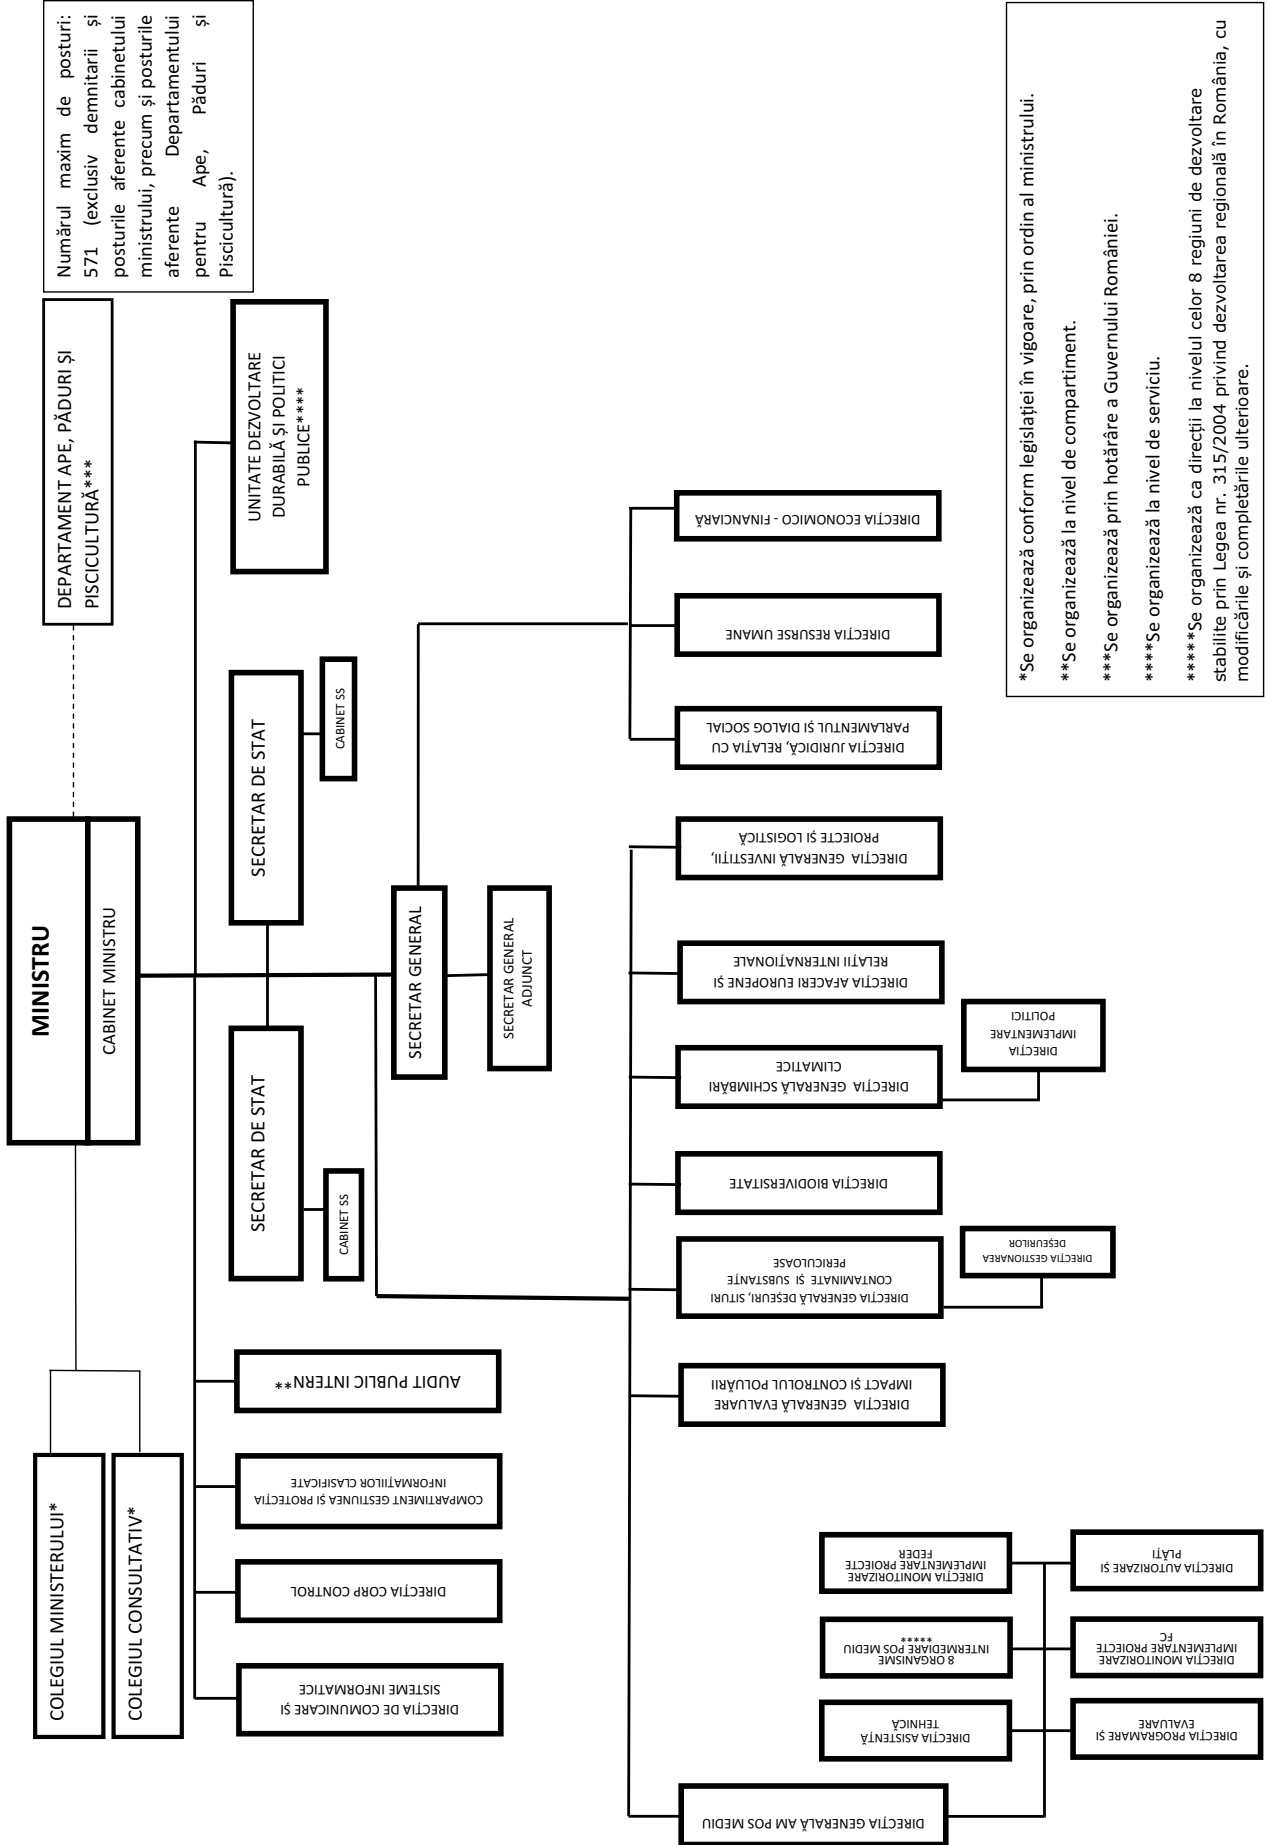 Numărul maxim de posturi:
571 (exclusiv demnitarii și
posturile aferente cabinetului
ministrului, precum și posturile
aferente Departamentului
pentru Ape, Păduri și
Piscicultură).
MINISTRU
CABINET MINISTRU
DEPARTAMENT APE, PĂDURI ȘI
PISCICULTURĂ***
COLEGIUL MINISTERULUI*
COLEGIUL CONSULTATIV*
DIRECȚIA DE COMUNICARE ȘI
SISTEME INFORMATICE
DIRECȚIA CORP CONTROL
COMPARTIMENT GESTIUNEA ȘI PROTECȚIA
INFORMAȚIILOR CLASIFICATE
AUDIT PUBLIC INTERN**
SECRETAR DE STAT
CABINET SS
SECRETAR DE STAT
CABINET SS
UNITATE DEZVOLTARE
DURABILĂ ȘI POLITICI
PUBLICE****
SECRETAR GENERAL
SECRETAR GENERAL
ADJUNCT
DIRECȚIA GENERALĂ AM POS MEDIU
DIRECȚIA GENERALĂ EVALUARE
IMPACT ȘI CONTROLUL POLUĂRII
DIRECȚIA GENERALĂ DEȘEURI, SITURI
CONTAMINATE ȘI SUBSTANȚE
PERICULOASE
DIRECȚIA BIODIVERSITATE
DIRECȚIA GENERALĂ SCHIMBĂRI
CLIMATICE
DIRECȚIA AFACERI EUROPENE ȘI
RELAȚII INTERNAȚIONALE
DIRECȚIA GENERALĂ INVESTIȚII,
PROIECTE ȘI LOGISTICĂ
DIRECȚIA JURIDICĂ, RELAȚIA CU
PARLAMENTUL ȘI DIALOG SOCIAL
DIRECȚIA RESURSE UMANE
DIRECȚIA ECONOMICO - FINANCIARĂ
DIRECȚIA ASISTENȚĂ
TEHNICĂ
8 ORGANISME
INTERMEDIARE POS MEDIU
*****
DIRECȚIA MONITORIZARE
IMPLEMENTARE PROIECTE
FEDER
DIRECȚIA GESTIONAREA
DEȘEURILOR
DIRECȚIA
IMPLEMENTARE
POLITICI
DIRECȚIA PROGRAMARE ȘI
EVALUARE
DIRECȚIA MONITORIZARE
IMPLEMENTARE PROIECTE
FC
DIRECȚIA AUTORIZARE ȘI
PLĂȚI
*Se organizează conform legislației în vigoare, prin ordin al ministrului.
**Se organizează la nivel de compartiment.
***Se organizează prin hotărâre a Guvernului României.
****Se organizează la nivel de serviciu.
*****Se organizează ca direcții la nivelul celor 8 regiuni de dezvoltare
stabilite prin Legea nr. 315/2004 privind dezvoltarea regională în România, cu
modificările și completările ulterioare.